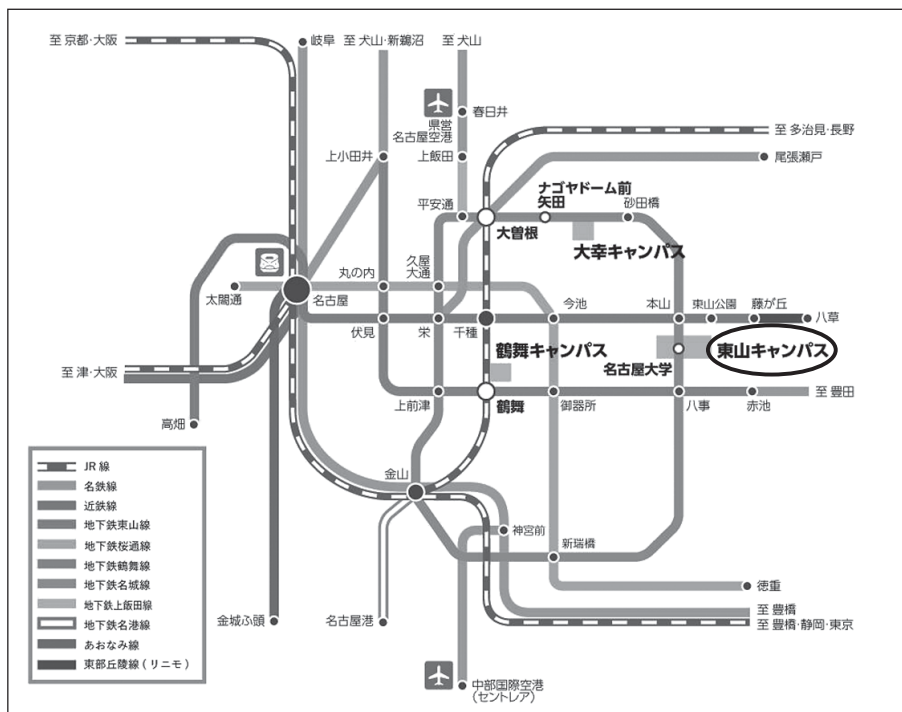 至 京都・大阪
岐阜
至 犬山・新鵜沼
至 犬山
県営
名古屋空港
春日井
至 多治見・長野
上小田井
上飯田
尾張瀬戸
平安通
ナゴヤドーム前
矢田
砂田橋
大曽根
大幸キャンパス
太閤通
名古屋
丸の内
久屋
大通
今池
本山
東山公園
藤が丘
八草
伏見
栄
千種
鶴舞キャンパス
名古屋大学
東山キャンパス
至 津・大阪
上前津
鶴舞
御器所
八事
赤池
至 豊田
高畑
金山
神宮前
新瑞橋
徳重
金城ふ頭
名古屋港
至 豊橋
至 豊橋・静岡・東京
中部国際空港
(セントレア)
JR 線
名鉄線
近鉄線
地下鉄東山線
地下鉄桜通線
地下鉄鶴舞線
地下鉄名城線
地下鉄上飯田線
地下鉄名港線
あおなみ線
東部丘陵線 ( リニモ )